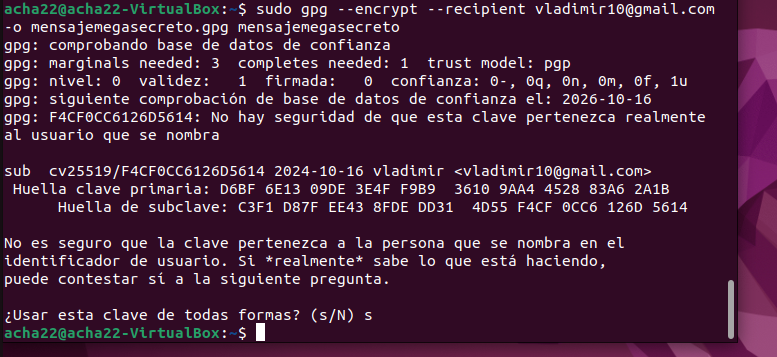 acha22@acha22-VirtualBox:~$ sudo gpg --encrypt --recipient vladimir10@gmail.com
-o mensajemegasecreto.gpg mensajemegasecreto
gpg: comprobando base de datos de confianza
gpg: marginals needed: 3  completes needed: 1  trust model: pgp
gpg: nivel: 0  validez:   1  firmada:   0  confianza: 0-, 0q, 0n, 0m, 0f, 1u
gpg: siguiente comprobación de base de datos de confianza el: 2026-10-16
gpg: F4CF0CC6126D5614: No hay seguridad de que esta clave pertenezca realmente
al usuario que se nombra
sub  cv25519/F4CF0CC6126D5614 2024-10-16 vladimir <vladimir10@gmail.com>
Huella clave primaria: D6BF 6E13 09DE 3E4F F9B9  3610 9AA4 4528 83A6 2A1B
Huella de subclave: C3F1 D87F EE43 8FDE DD31  4D55 F4CF 0CC6 126D 5614
No es seguro que la clave pertenezca a la persona que se nombra en el
identificador de usuario. Si *realmente* sabe lo que está haciendo,
puede contestar sí a la siguiente pregunta.
¿Usar esta clave de todas formas? (s/N) s
acha22@acha22-VirtualBox:~$